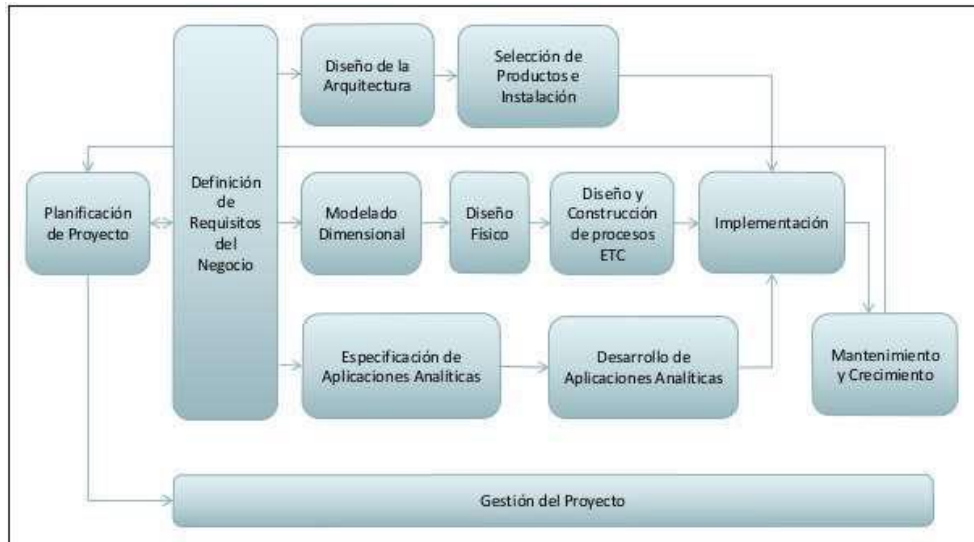 Diseño de la
Arquitectura
Selección de
Productos e
Instalación
Planificación
de Proyecto
Definición
de
Requisitos
del
Negocio
Modelado
Dimensional
Diseño
Físico
Diseño y
Construcción
de procesos
ETC
Implementación
Especificación de
Aplicaciones Analíticas
Desarrollo de
Aplicaciones Analíticas
Mantenimiento
y Crecimiento
Gestión del Proyecto